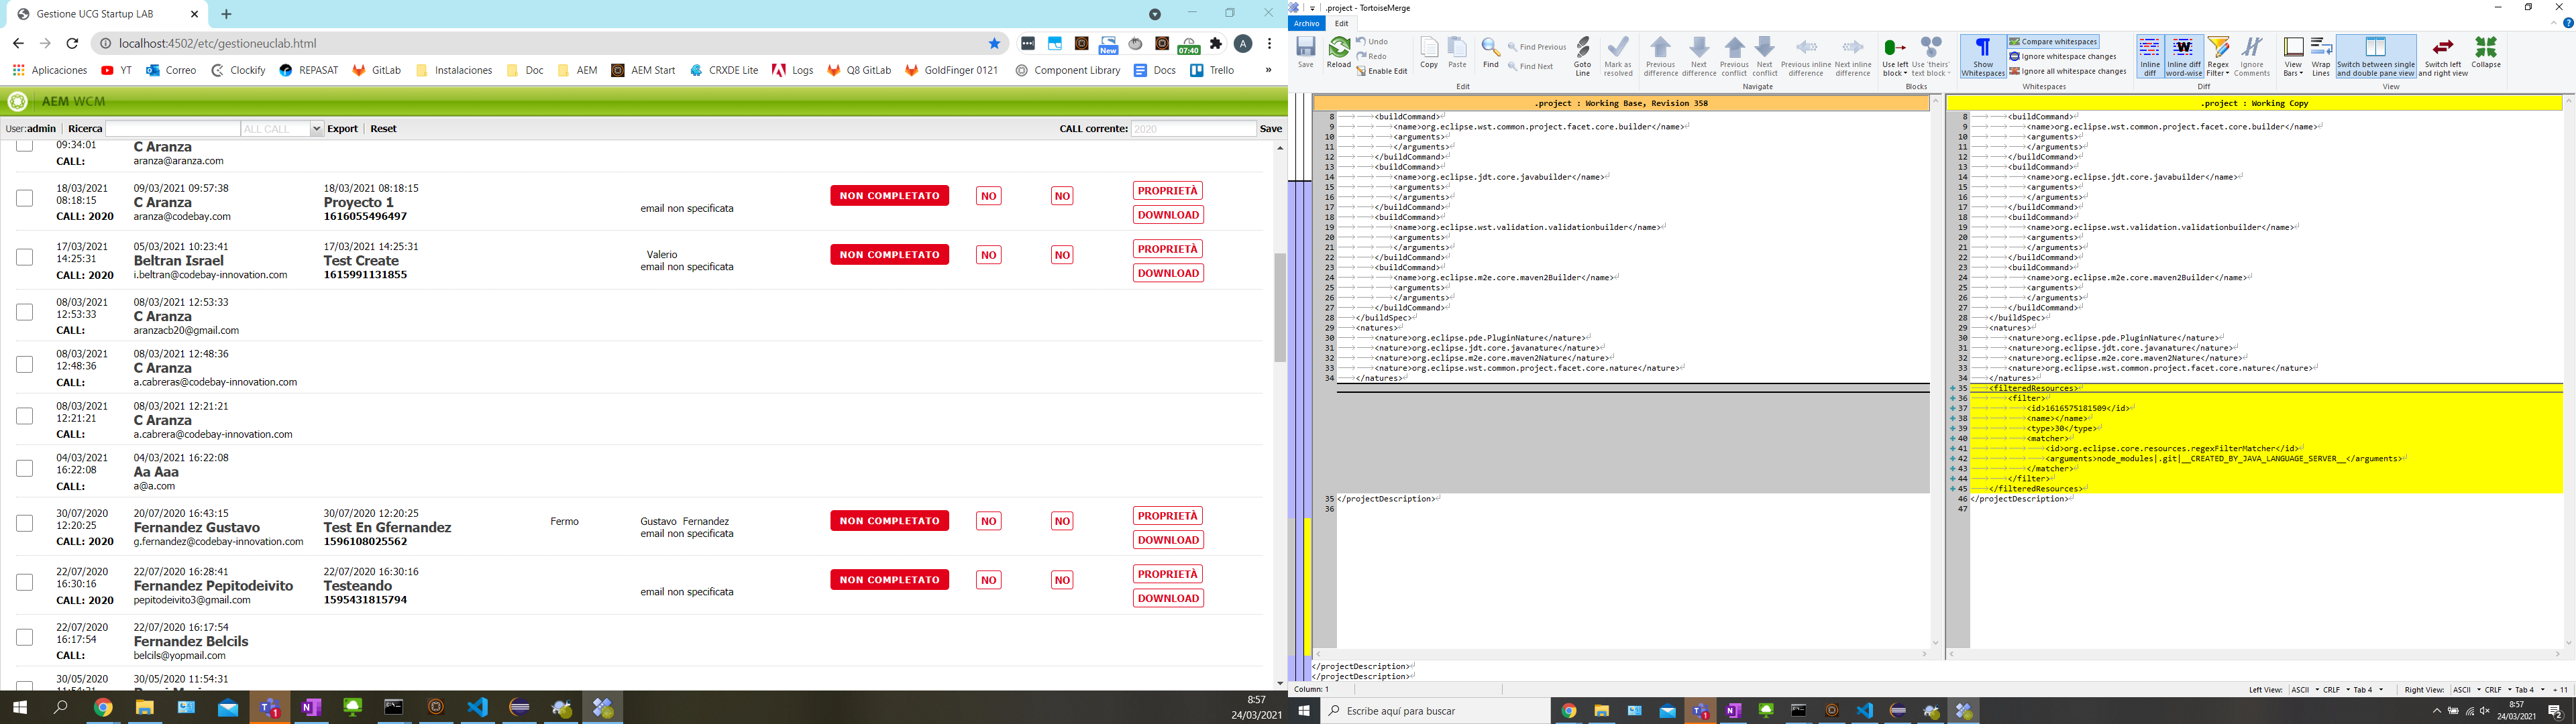 Gestione UCG Startup LAB
localhost:4502/etc/gestioneuclab.html
New
07:40
A
Aplicaciones YT Correo Clockify REPASAT GitLab Instalaciones Doc AEM AEM Start CRXDE Lite Logs Q8 GitLab GoldFinger 0121 Component Library Docs Trello »
AEM WCM
User:admin Ricerca ALL CALL Export Reset CALL corrente: 2020 Save
09:34:01 C Aranza
CALL: aranza@aranza.com
18/03/2021 09/03/2021 09:57:38 18/03/2021 08:18:15
08:18:15 C Aranza Proyecto 1 NON COMPLETATO NO NO PROPRIETÀ
CALL: 2020 aranza@codebay.com 1616055496497 email non specificata DOWNLOAD
17/03/2021 05/03/2021 10:23:41 17/03/2021 14:25:31
14:25:31 Beltran Israel Test Create Valerio NON COMPLETATO NO NO PROPRIETÀ
CALL: 2020 i.beltran@codebay-innovation.com 1615991131855 email non specificata DOWNLOAD
08/03/2021 08/03/2021 12:53:33
12:53:33 C Aranza
CALL: aranzacb20@gmail.com
08/03/2021 08/03/2021 12:48:36
12:48:36 C Aranza
CALL: a.cabreras@codebay-innovation.com
08/03/2021 08/03/2021 12:21:21
12:21:21 C Aranza
CALL: a.cabrera@codebay-innovation.com
04/03/2021 04/03/2021 16:22:08
16:22:08 Aa Aaa
CALL: a@a.com
30/07/2020 20/07/2020 16:43:15 30/07/2020 12:20:25
12:20:25 Fernandez Gustavo Test En Gfernandez Fermo Gustavo Fernandez NON COMPLETATO NO NO PROPRIETÀ
CALL: 2020 g.fernandez@codebay-innovation.com 1596108025562 email non specificata DOWNLOAD
22/07/2020 22/07/2020 16:28:41 22/07/2020 16:30:16
16:30:16 Fernandez Pepitodeivito Testeando NON COMPLETATO NO NO PROPRIETÀ
CALL: 2020 pepitodeivito3@gmail.com 1595431815794 email non specificata DOWNLOAD
22/07/2020 22/07/2020 16:17:54
16:17:54 Fernandez Belcils
CALL: belcils@yopmail.com
30/05/2020 30/05/2020 11:54:31
8:57
24/03/2021
.project - TortoiseMerge
Archivo Edit
Save Reload Undo Redo Enable Edit Copy Paste Find Find Previous Find Next Goto Line Mark as resolved Previous difference Next difference Previous conflict Next conflict Previous inline difference Next inline difference Use left block Use 'theirs' text block Show Whitespaces Compare whitespaces Ignore whitespace changes Ignore all whitespace changes Inline diff Inline diff word-wise Regex Filter Ignore Comments View Bars Wrap Lines Switch between single and double pane view Switch left and right view Collapse
Edit Navigate Blocks Whitespaces Diff View
.project : Working Base, Revision 358
8 <buildCommand>
9 <name>org.eclipse.wst.common.project.facet.core.builder</name>
10 <arguments>
11 </arguments>
12 </buildCommand>
13 <buildCommand>
14 <name>org.eclipse.jdt.core.javabuilder</name>
15 <arguments>
16 </arguments>
17 </buildCommand>
18 <buildCommand>
19 <name>org.eclipse.wst.validation.validationbuilder</name>
20 <arguments>
21 </arguments>
22 </buildCommand>
23 <buildCommand>
24 <name>org.eclipse.m2e.core.maven2Builder</name>
25 <arguments>
26 </arguments>
27 </buildCommand>
28 </buildSpec>
29 <natures>
30 <nature>org.eclipse.pde.PluginNature</nature>
31 <nature>org.eclipse.jdt.core.javanature</nature>
32 <nature>org.eclipse.m2e.core.maven2Nature</nature>
33 <nature>org.eclipse.wst.common.project.facet.core.nature</nature>
34 </natures>
35 </projectDescription>
36
.project : Working Copy
8 <buildCommand>
9 <name>org.eclipse.wst.common.project.facet.core.builder</name>
10 <arguments>
11 </arguments>
12 </buildCommand>
13 <buildCommand>
14 <name>org.eclipse.jdt.core.javabuilder</name>
15 <arguments>
16 </arguments>
17 </buildCommand>
18 <buildCommand>
19 <name>org.eclipse.wst.validation.validationbuilder</name>
20 <arguments>
21 </arguments>
22 </buildCommand>
23 <buildCommand>
24 <name>org.eclipse.m2e.core.maven2Builder</name>
25 <arguments>
26 </arguments>
27 </buildCommand>
28 </buildSpec>
29 <natures>
30 <nature>org.eclipse.pde.PluginNature</nature>
31 <nature>org.eclipse.jdt.core.javanature</nature>
32 <nature>org.eclipse.m2e.core.maven2Nature</nature>
33 <nature>org.eclipse.wst.common.project.facet.core.nature</nature>
34 </natures>
35 <filteredResources>
36 <filter>
37 <id>1616575181509</id>
38 <name></name>
39 <type>30</type>
40 <matcher>
41 <id>org.eclipse.core.resources.regexFilterMatcher</id>
42 <arguments>node_modules|.git|__CREATED_BY_JAVA_LANGUAGE_SERVER__</arguments>
43 </matcher>
44 </filter>
45 </filteredResources>
46 </projectDescription>
47
</projectDescription>
</projectDescription>
Column: 1 Left View: ASCII CRLF Tab 4 Right View: ASCII CRLF Tab 4 + 11
Escribe aquí para buscar
8:57
24/03/2021
2